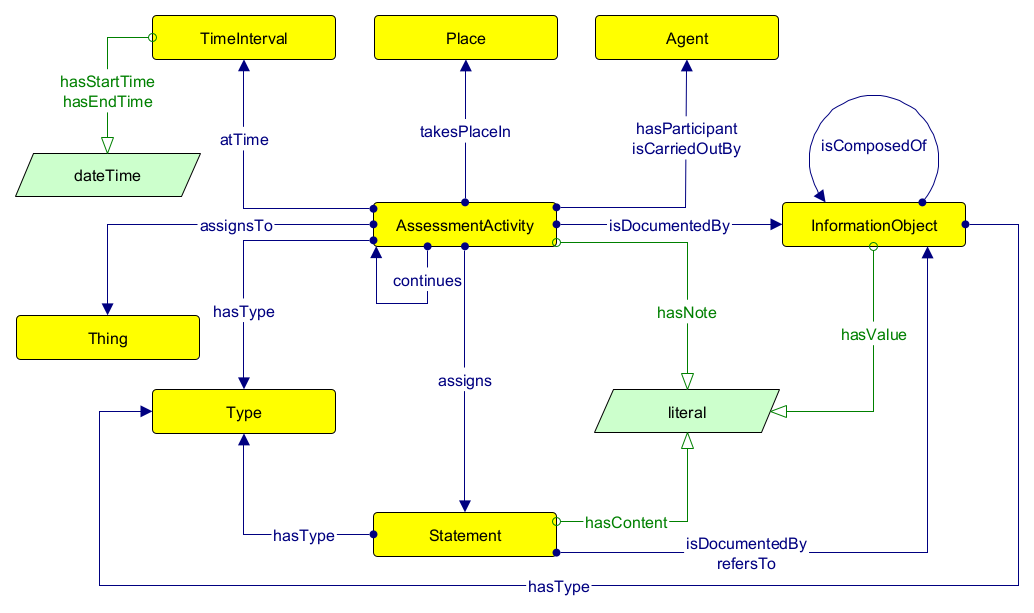 TimeInterval
Place
Agent
hasStartTime
hasEndTime
atTime
takesPlaceIn
hasParticipant
isCarriedOutBy
isComposedOf
dateTime
assignsTo
AssessmentActivity
isDocumentedBy
InformationObject
continues
hasType
hasNote
Thing
hasValue
assigns
Type
literal
hasType
Statement
hasContent
isDocumentedBy
refersTo
hasType